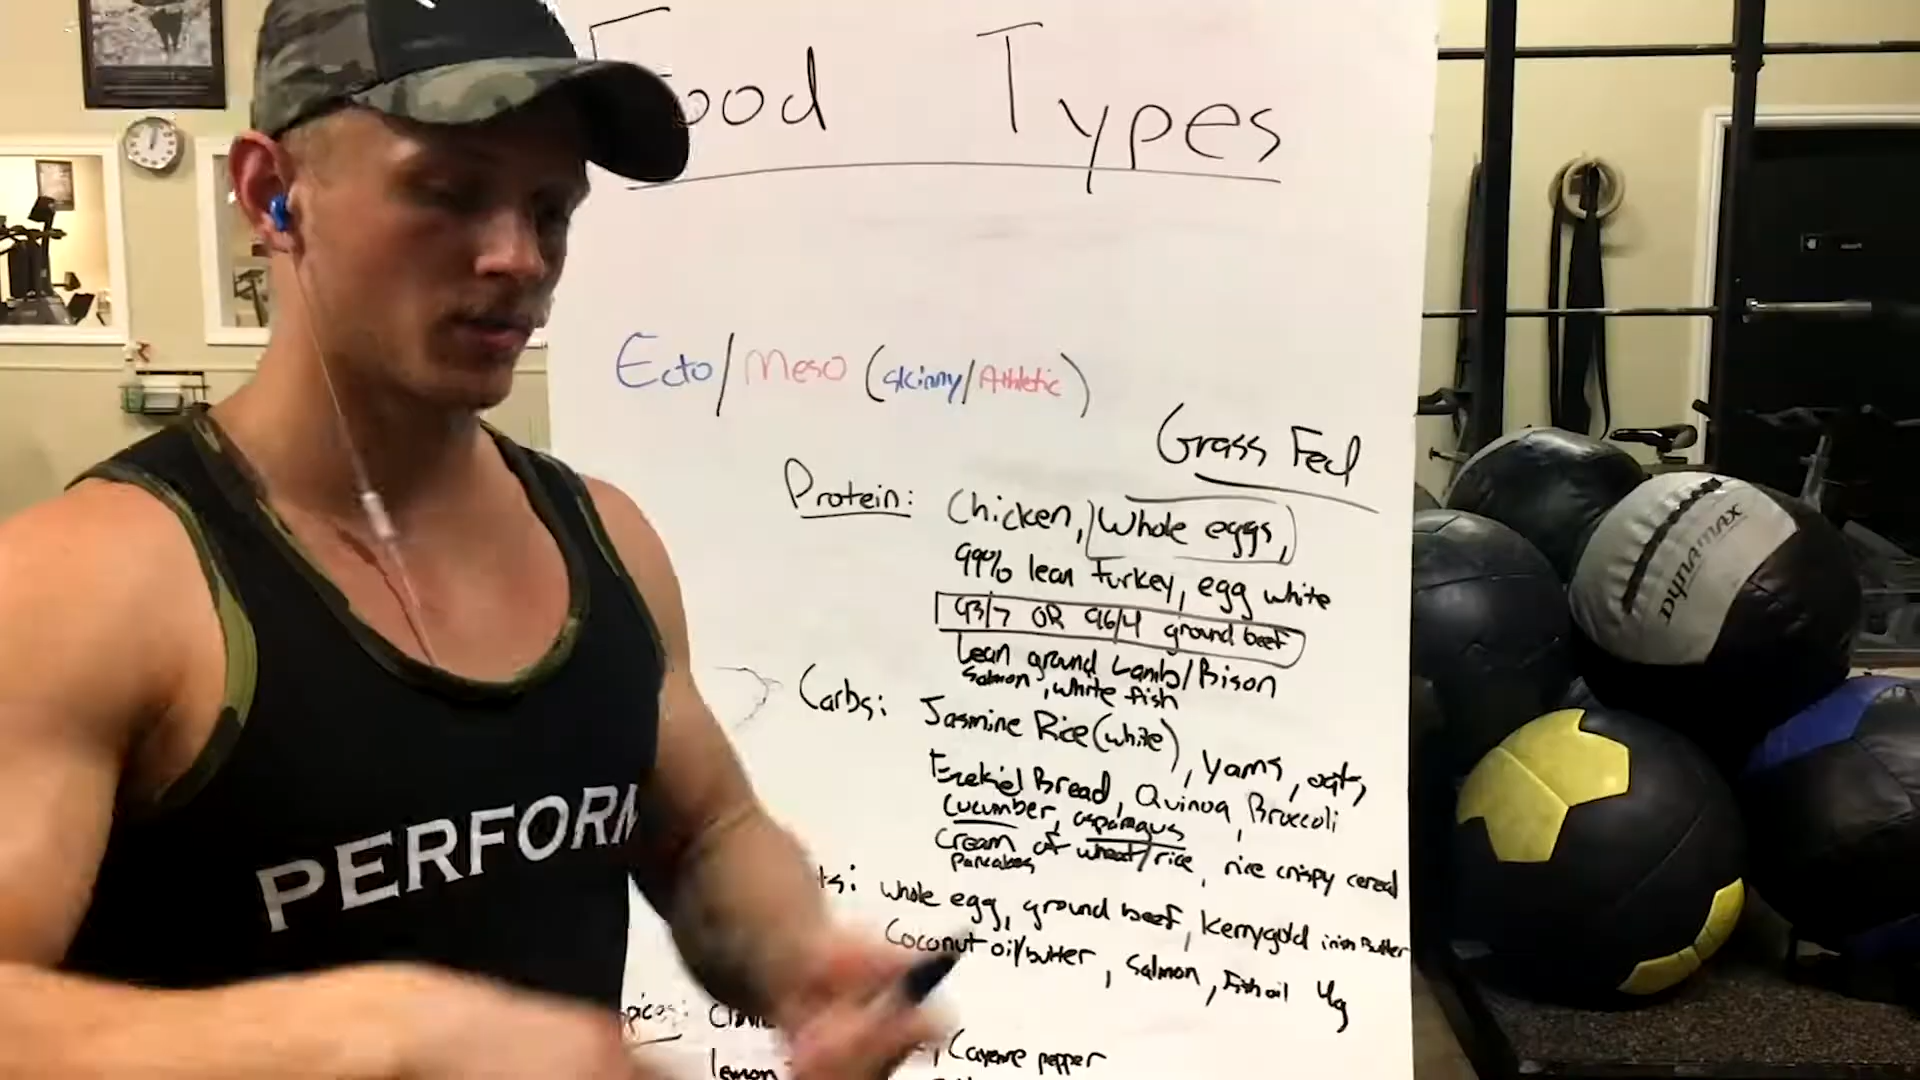 Food Types
Ecto/Meso (skinny/Athletic)
Grass Fed
Protein: Chicken, Whole eggs,
99% lean turkey, egg white
93/7 OR 96/4 ground beef
Lean ground Lamb/Bison
Salmon, white fish
Carbs: Jasmine Rice (white), Yams, oats,
Ezekiel Bread, Quinoa, Broccoli
Cucumber, asparagus
Cream of wheat/rice, rice crispy cereal
Pancakes
ts: whole egg, ground beef, Kerrygold irish Butter
Coconut oil/butter, Salmon, Fish oil 4g
pices:
lemon
, Cayenne pepper
PERFORM
dynamax